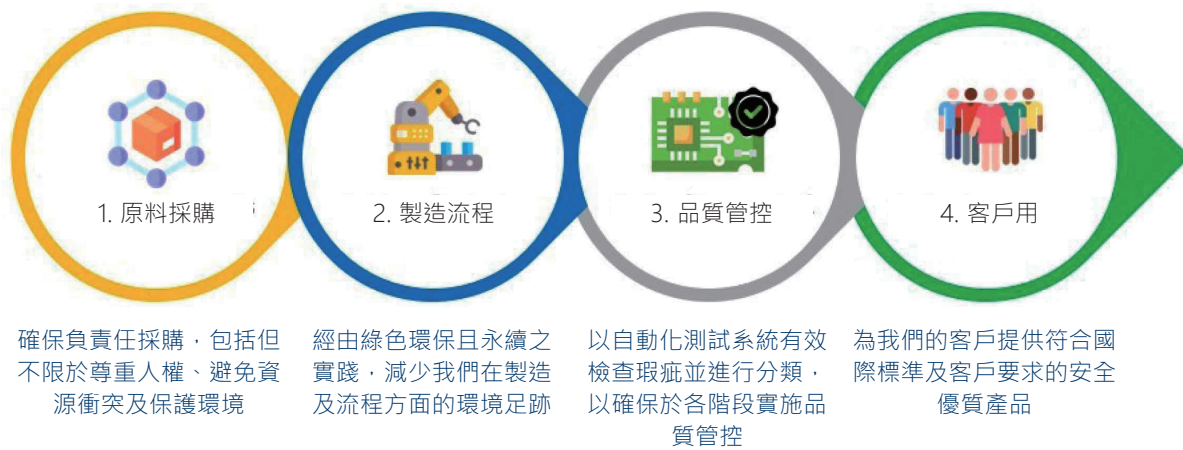 1. 原料採購
2. 製造流程
3. 品質管控
4. 客戶用
確保負責任採購，包括但
不限於尊重人權、避免資
源衝突及保護環境
經由綠色環保且永續之
實踐，減少我們在製造
及流程方面的環境足跡
以自動化測試系統有效
檢查瑕疵並進行分類，
以確保於各階段實施品
質管控
為我們的客戶提供符合國
際標準及客戶要求的安全
優質產品